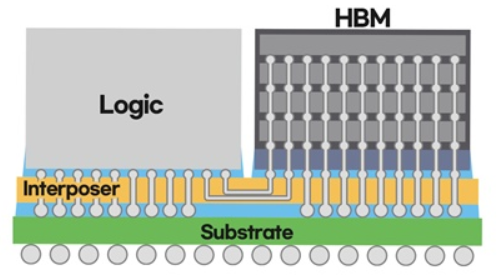 HBM
Logic
Interposer
Substrate